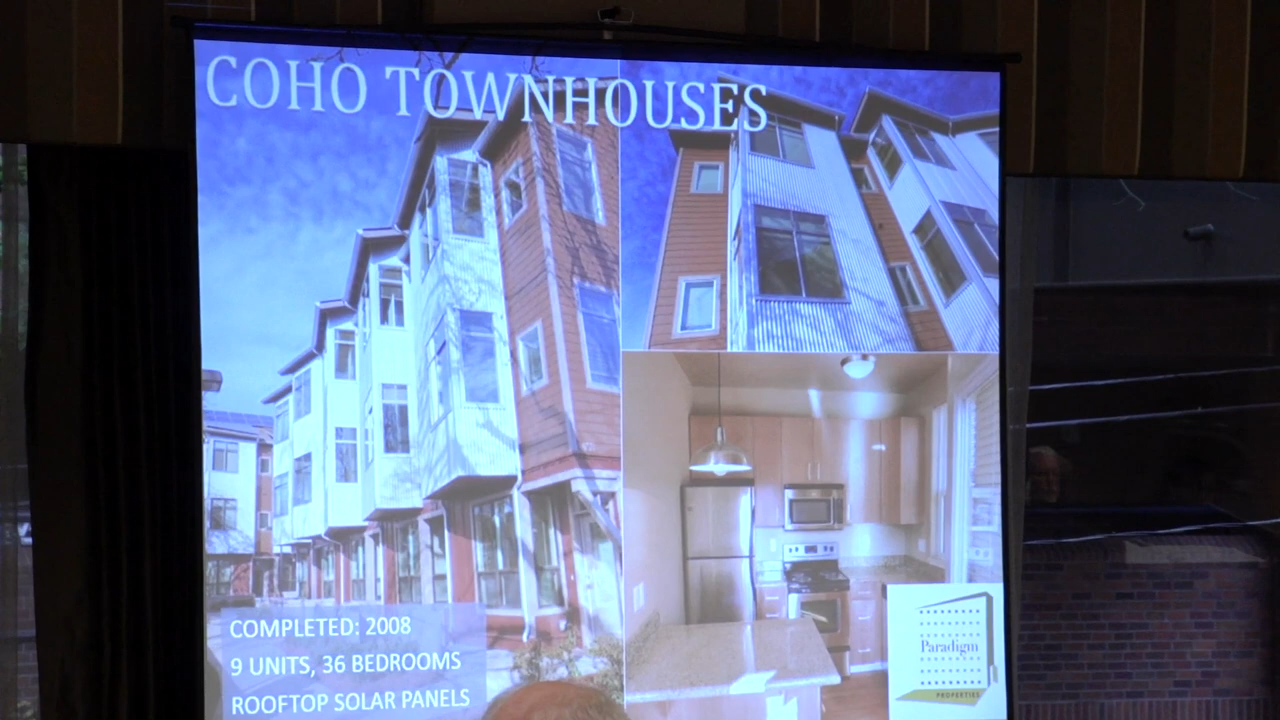 COHO TOWNHOUSES
COMPLETED: 2008
9 UNITS, 36 BEDROOMS
ROOFTOP SOLAR PANELS
Paradigm
PROPERTIES